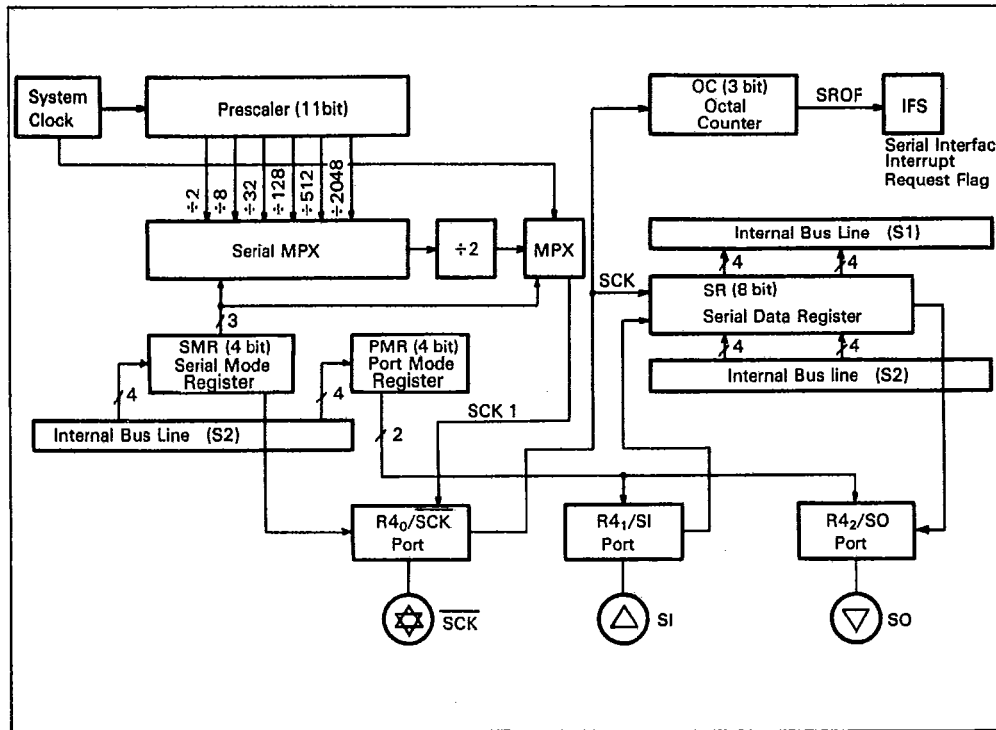 System
Clock
Prescaler (11bit)
OC (3 bit)
Octal
Counter
SROF
IFS
Serial Interfac
Interrupt
Request Flag
÷2
÷8
÷32
÷128
÷512
÷2048
Serial MPX
÷2
MPX
Internal Bus Line (S1)
4
4
SCK
SR (8 bit)
Serial Data Register
4
4
Internal Bus line (S2)
3
SMR (4 bit)
Serial Mode
Register
PMR (4 bit)
Port Mode
Register
4
4
Internal Bus Line (S2)
2
SCK 1
R4₀/S̅C̅K̅
Port
R4₁/SI
Port
R4₂/SO
Port
S̅C̅K̅
SI
SO